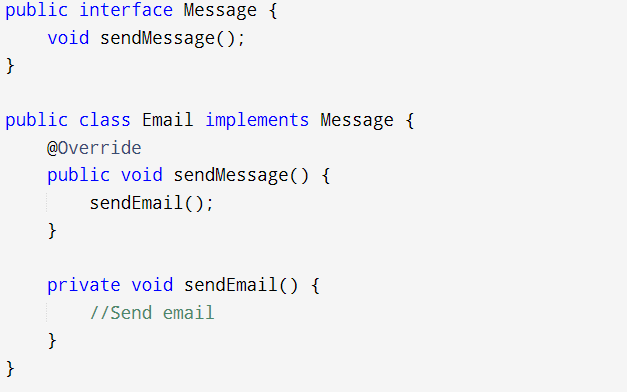 public interface Message {
    void sendMessage();
}

public class Email implements Message {
    @Override
    public void sendMessage() {
        sendEmail();
    }

    private void sendEmail() {
        //Send email
    }
}